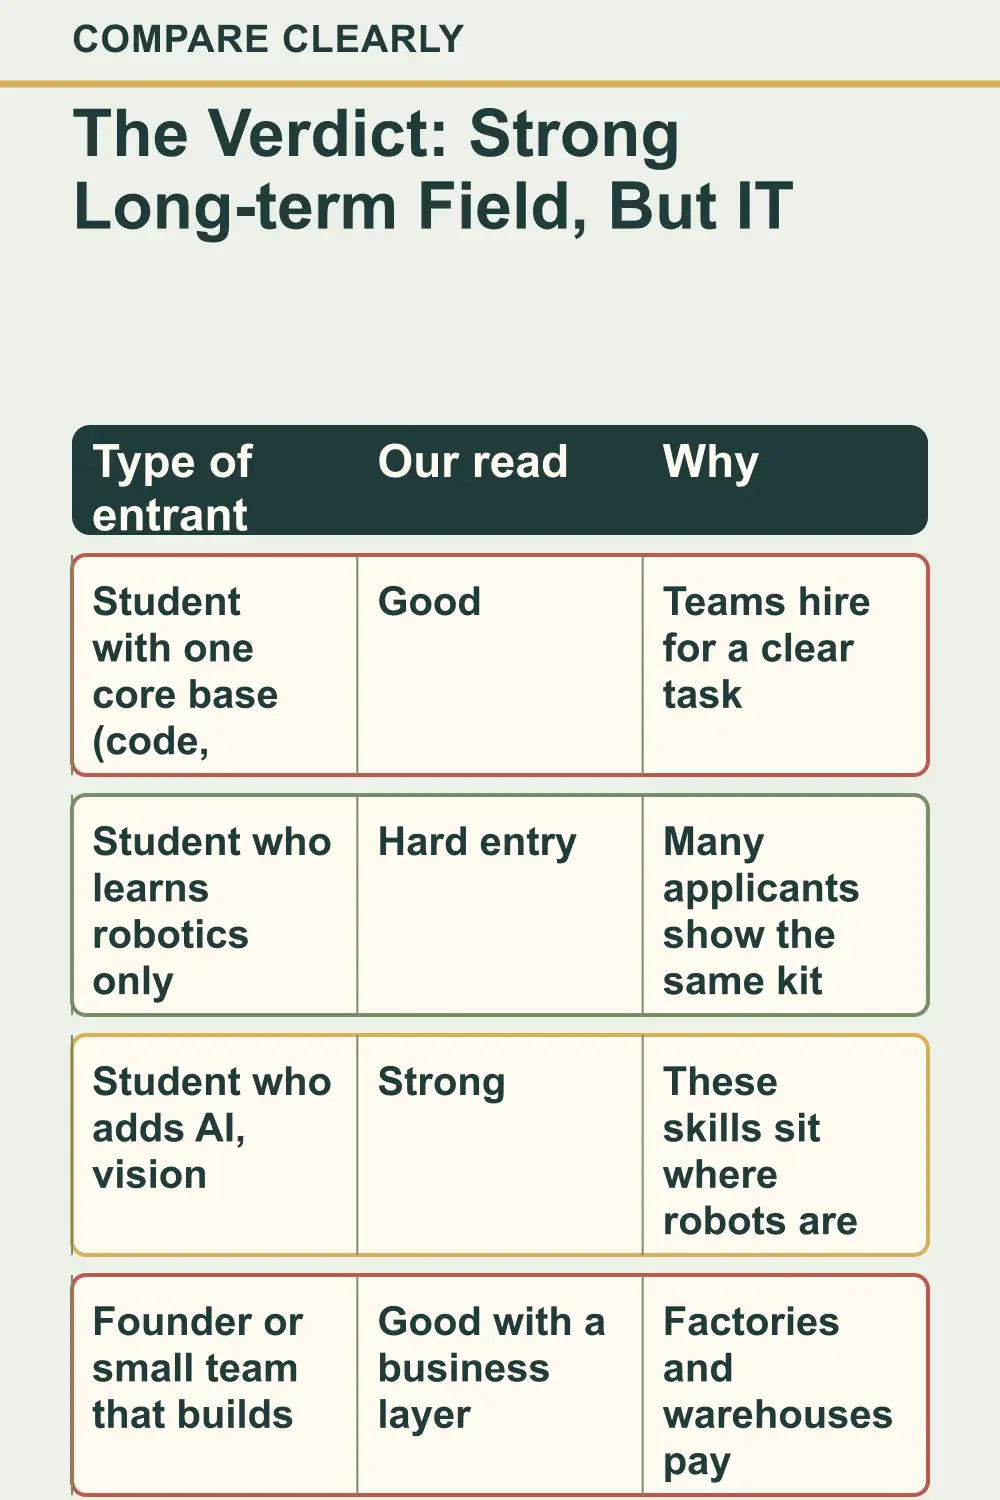 COMPARE CLEARLY
The Verdict: Strong
Long-term Field, But IT
Type of
entrant
Our read
Why
Student
with one
core base
(code,
Good
Teams hire
for a clear
task
Student who
learns
robotics
only
Hard entry
Many
applicants
show the
same kit
Student who
adds AI,
vision
Strong
These
skills sit
where
robots are
Founder or
small team
that builds
Good with a
business
layer
Factories
and
warehouses
pay